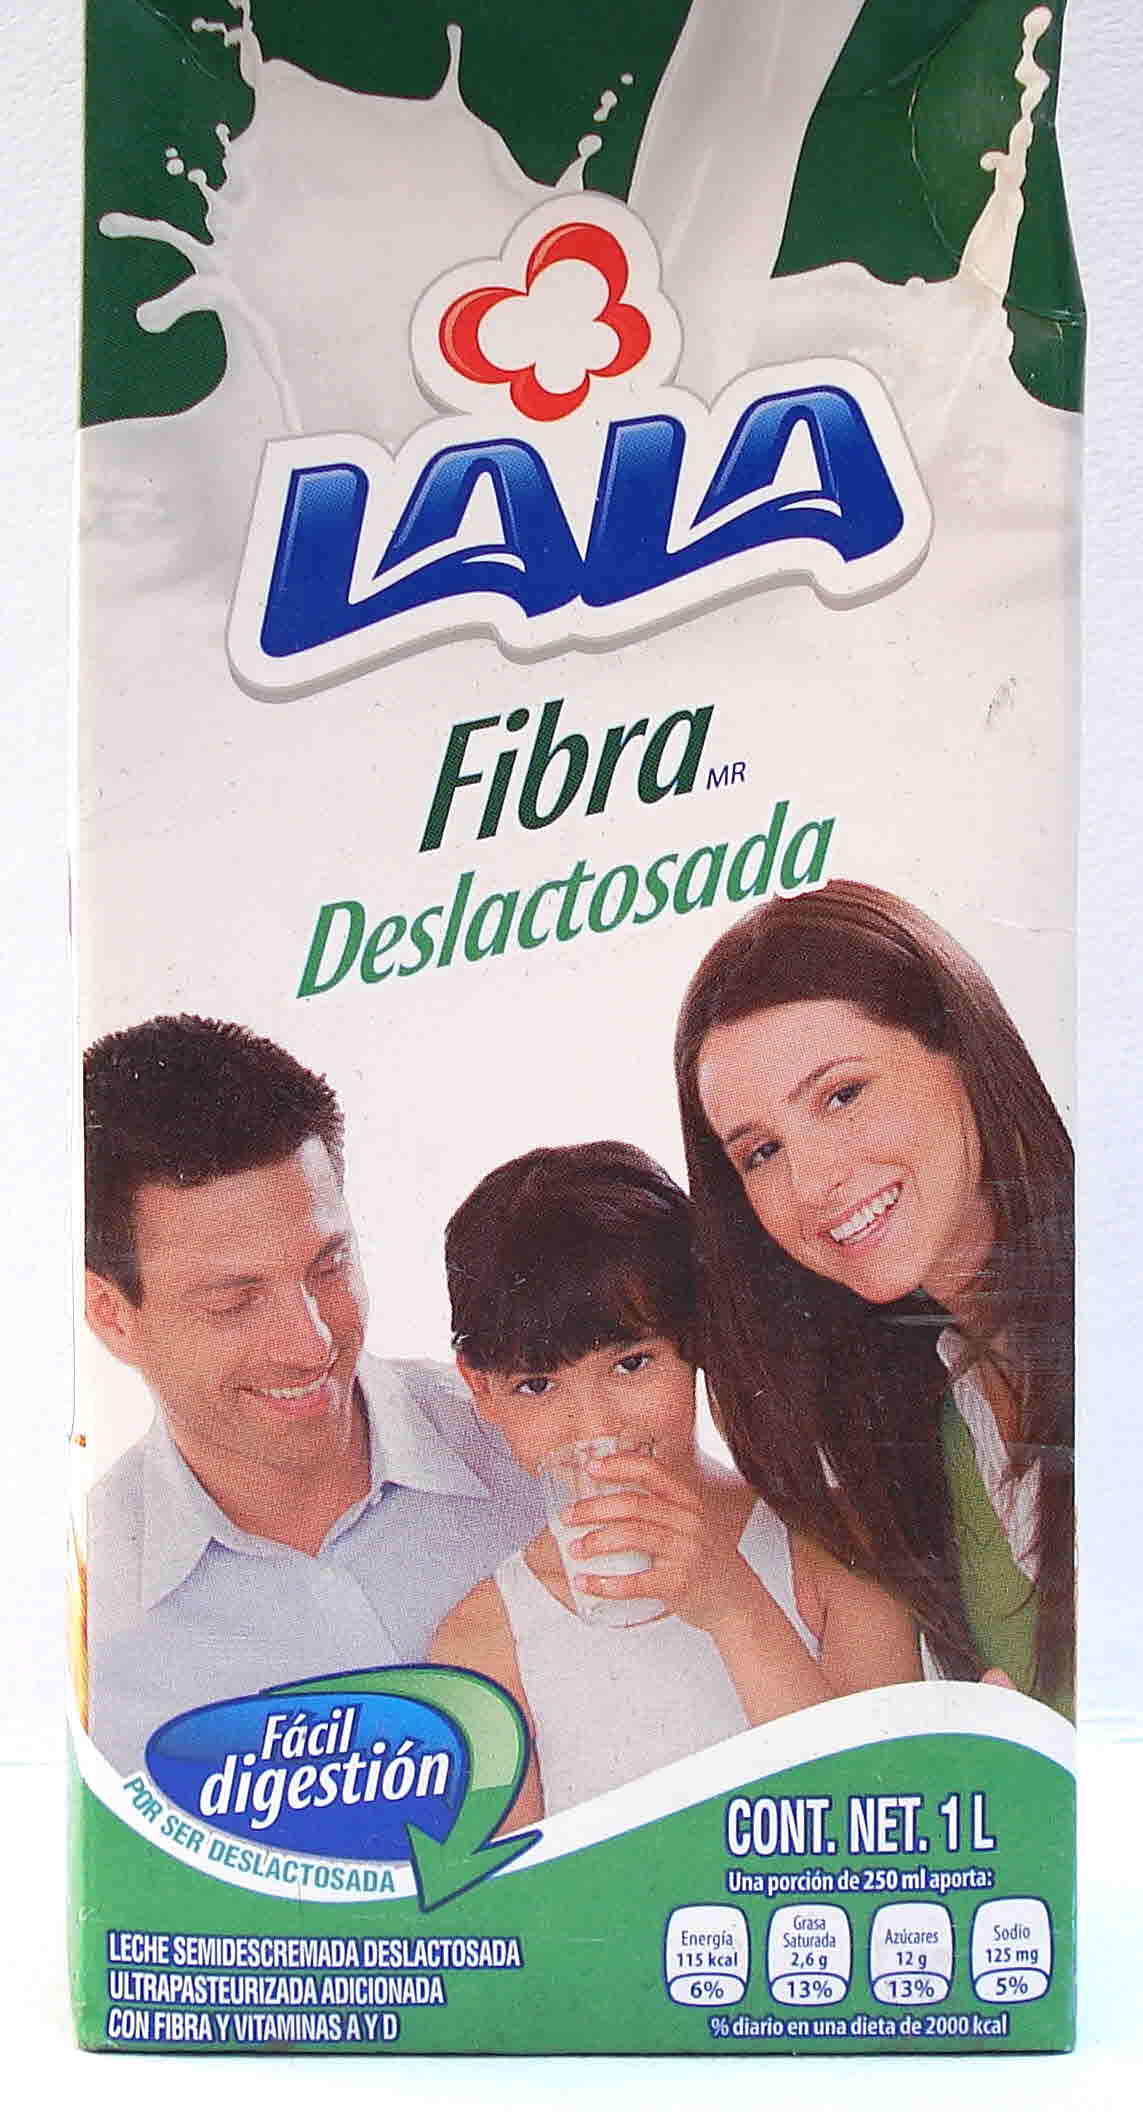 LALA
Fibra MR
Deslactosada
Fácil
digestión
POR SER DESLACTOSADA
LECHE SEMIDESCREMADA DESLACTOSADA
ULTRAPASTEURIZADA ADICIONADA
CON FIBRA Y VITAMINAS A Y D
CONT. NET. 1 L
Una porción de 250 ml aporta:
Energía
115 kcal
6%
Grasa
Saturada
2,6 g
13%
Azúcares
12 g
13%
Sodio
125 mg
5%
% diario en una dieta de 2000 kcal